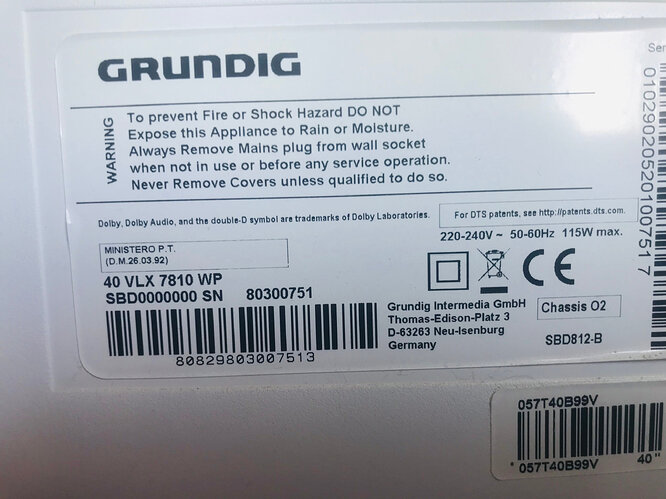 GRUNDIG
WARNING
To prevent Fire or Shock Hazard DO NOT
Expose this Appliance to Rain or Moisture.
Always Remove Mains plug from wall socket
when not in use or before any service operation.
Never Remove Covers unless qualified to do so.
Dolby, Dolby Audio, and the double-D symbol are trademarks of Dolby Laboratories.
For DTS patents, see http://patents.dts.com.
220-240V ~ 50-60Hz 115W max.
MINISTERO P.T.
(D.M.26.03.92)
40 VLX 7810 WP
SBD0000000 SN 80300751
80829803007513
CE
Grundig Intermedia GmbH
Thomas-Edison-Platz 3
D-63263 Neu-Isenburg
Germany
Chassis O2
SBD812-B
Ser
010290205201007517
057T40B99V
*057T40B99V 40"